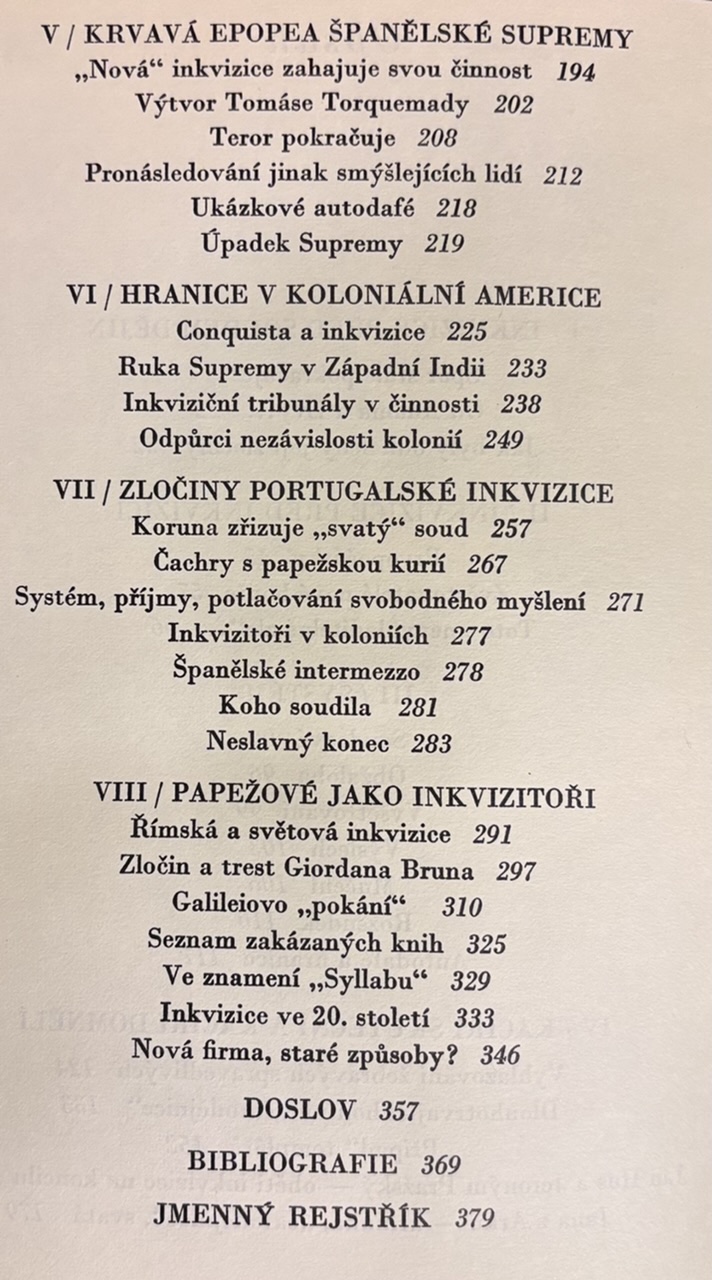 V / KRVAVÁ EPOPEA ŠPANĚLSKÉ SUPREMY
„Nová“ inkvizice zahajuje svou činnost 194
Výtvor Tomáse Torquemady 202
Teror pokračuje 208
Pronásledování jinak smýšlejících lidí 212
Ukázkové autodafé 218
Úpadek Supremy 219
VI / HRANICE V KOLONIÁLNÍ AMERICE
Conquista a inkvizice 225
Ruka Supremy v Západní Indii 233
Inkviziční tribunály v činnosti 238
Odpůrci nezávislosti kolonií 249
VII / ZLOČINY PORTUGALSKÉ INKVIZICE
Koruna zřizuje „svatý“ soud 257
Čachry s papežskou kurií 267
Systém, příjmy, potlačování svobodného myšlení 271
Inkvizitoři v koloniích 277
Španělské intermezzo 278
Koho soudila 281
Neslavný konec 283
VIII / PAPEŽOVÉ JAKO INKVIZITOŘI
Římská a světová inkvizice 291
Zločin a trest Giordana Bruna 297
Galileiovo „pokání“ 310
Seznam zakázaných knih 325
Ve znamení „Syllabu“ 329
Inkvizice ve 20. století 333
Nová firma, staré způsoby? 346
DOSLOV 357
BIBLIOGRAFIE 369
JMENNÝ REJSTŘÍK 379